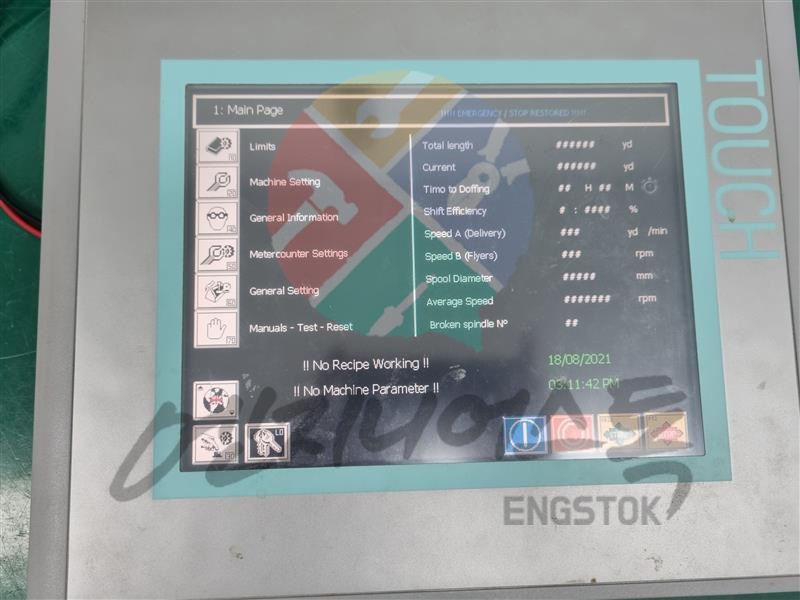 TOUCH
1: Main Page
!!!!! EMERGENCY / STOP RESTORED !!!!!
Limits
Machine Setting
General Information
Metercounter Settings
General Setting
Manuals - Test - Reset
Total length ###### yd
Current ###### yd
Timo to Doffing ## H ## M
Shift Efficiency # : #### %
Speed A (Delivery) ### yd /min
Speed B (Flyers) ### rpm
Spool Diameter ##### mm
Average Speed ####### rpm
Broken spindle N° ##
!! No Recipe Working !!
18/08/2021
!! No Machine Parameter !!
03:11:42 PM
LO
ENGSTOK